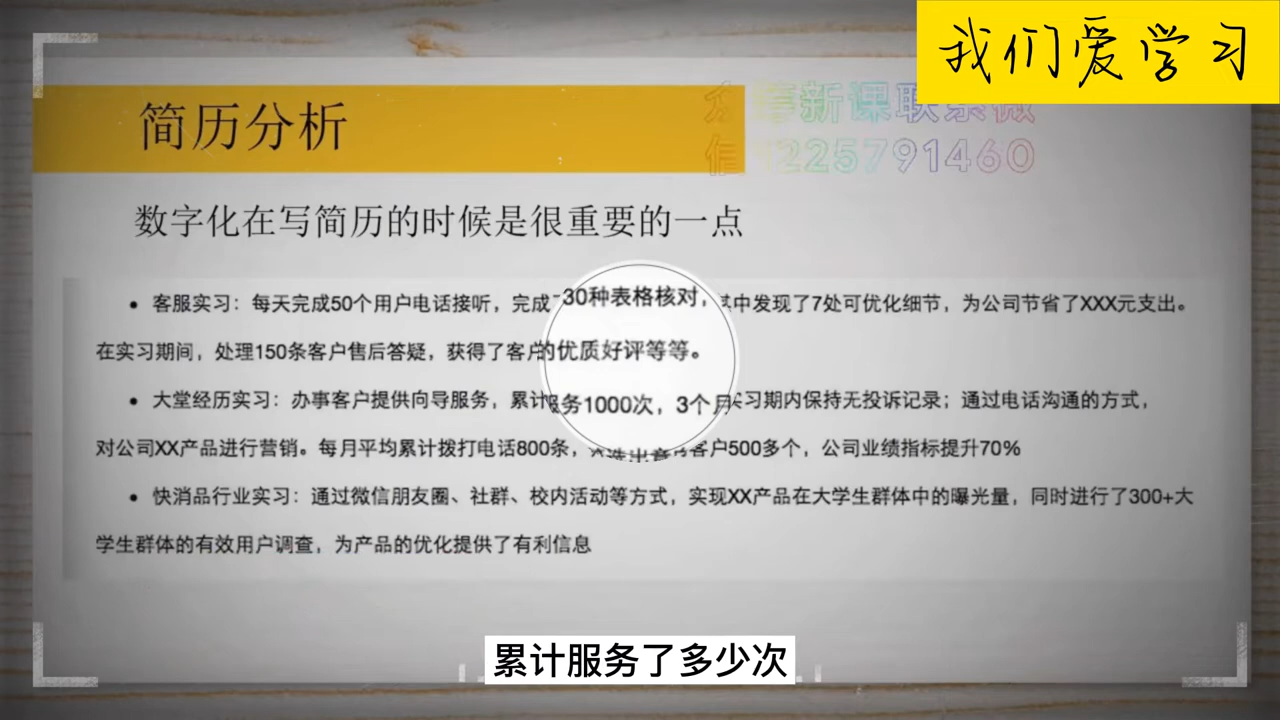 我们爱学习
简历分析
新课联系微
225791460
数字化在写简历的时候是很重要的一点
• 客服实习：每天完成50个用户电话接听，完成 30种表格核对，其中发现了7处可优化细节，为公司节省了XXX元支出。
在实习期间，处理150条客户售后答疑，获得了客户的优质好评等等。
• 大堂经历实习：办事客户提供向导服务，累计服务1000次，3个月实习期内保持无投诉记录；通过电话沟通的方式，
对公司XX产品进行营销。每月平均累计拨打电话800条，选出意向客户500多个，公司业绩指标提升70%
• 快消品行业实习：通过微信朋友圈、社群、校内活动等方式，实现XX产品在大学生群体中的曝光量，同时进行了300+大
学生群体的有效用户调查，为产品的优化提供了有利信息
累计服务了多少次